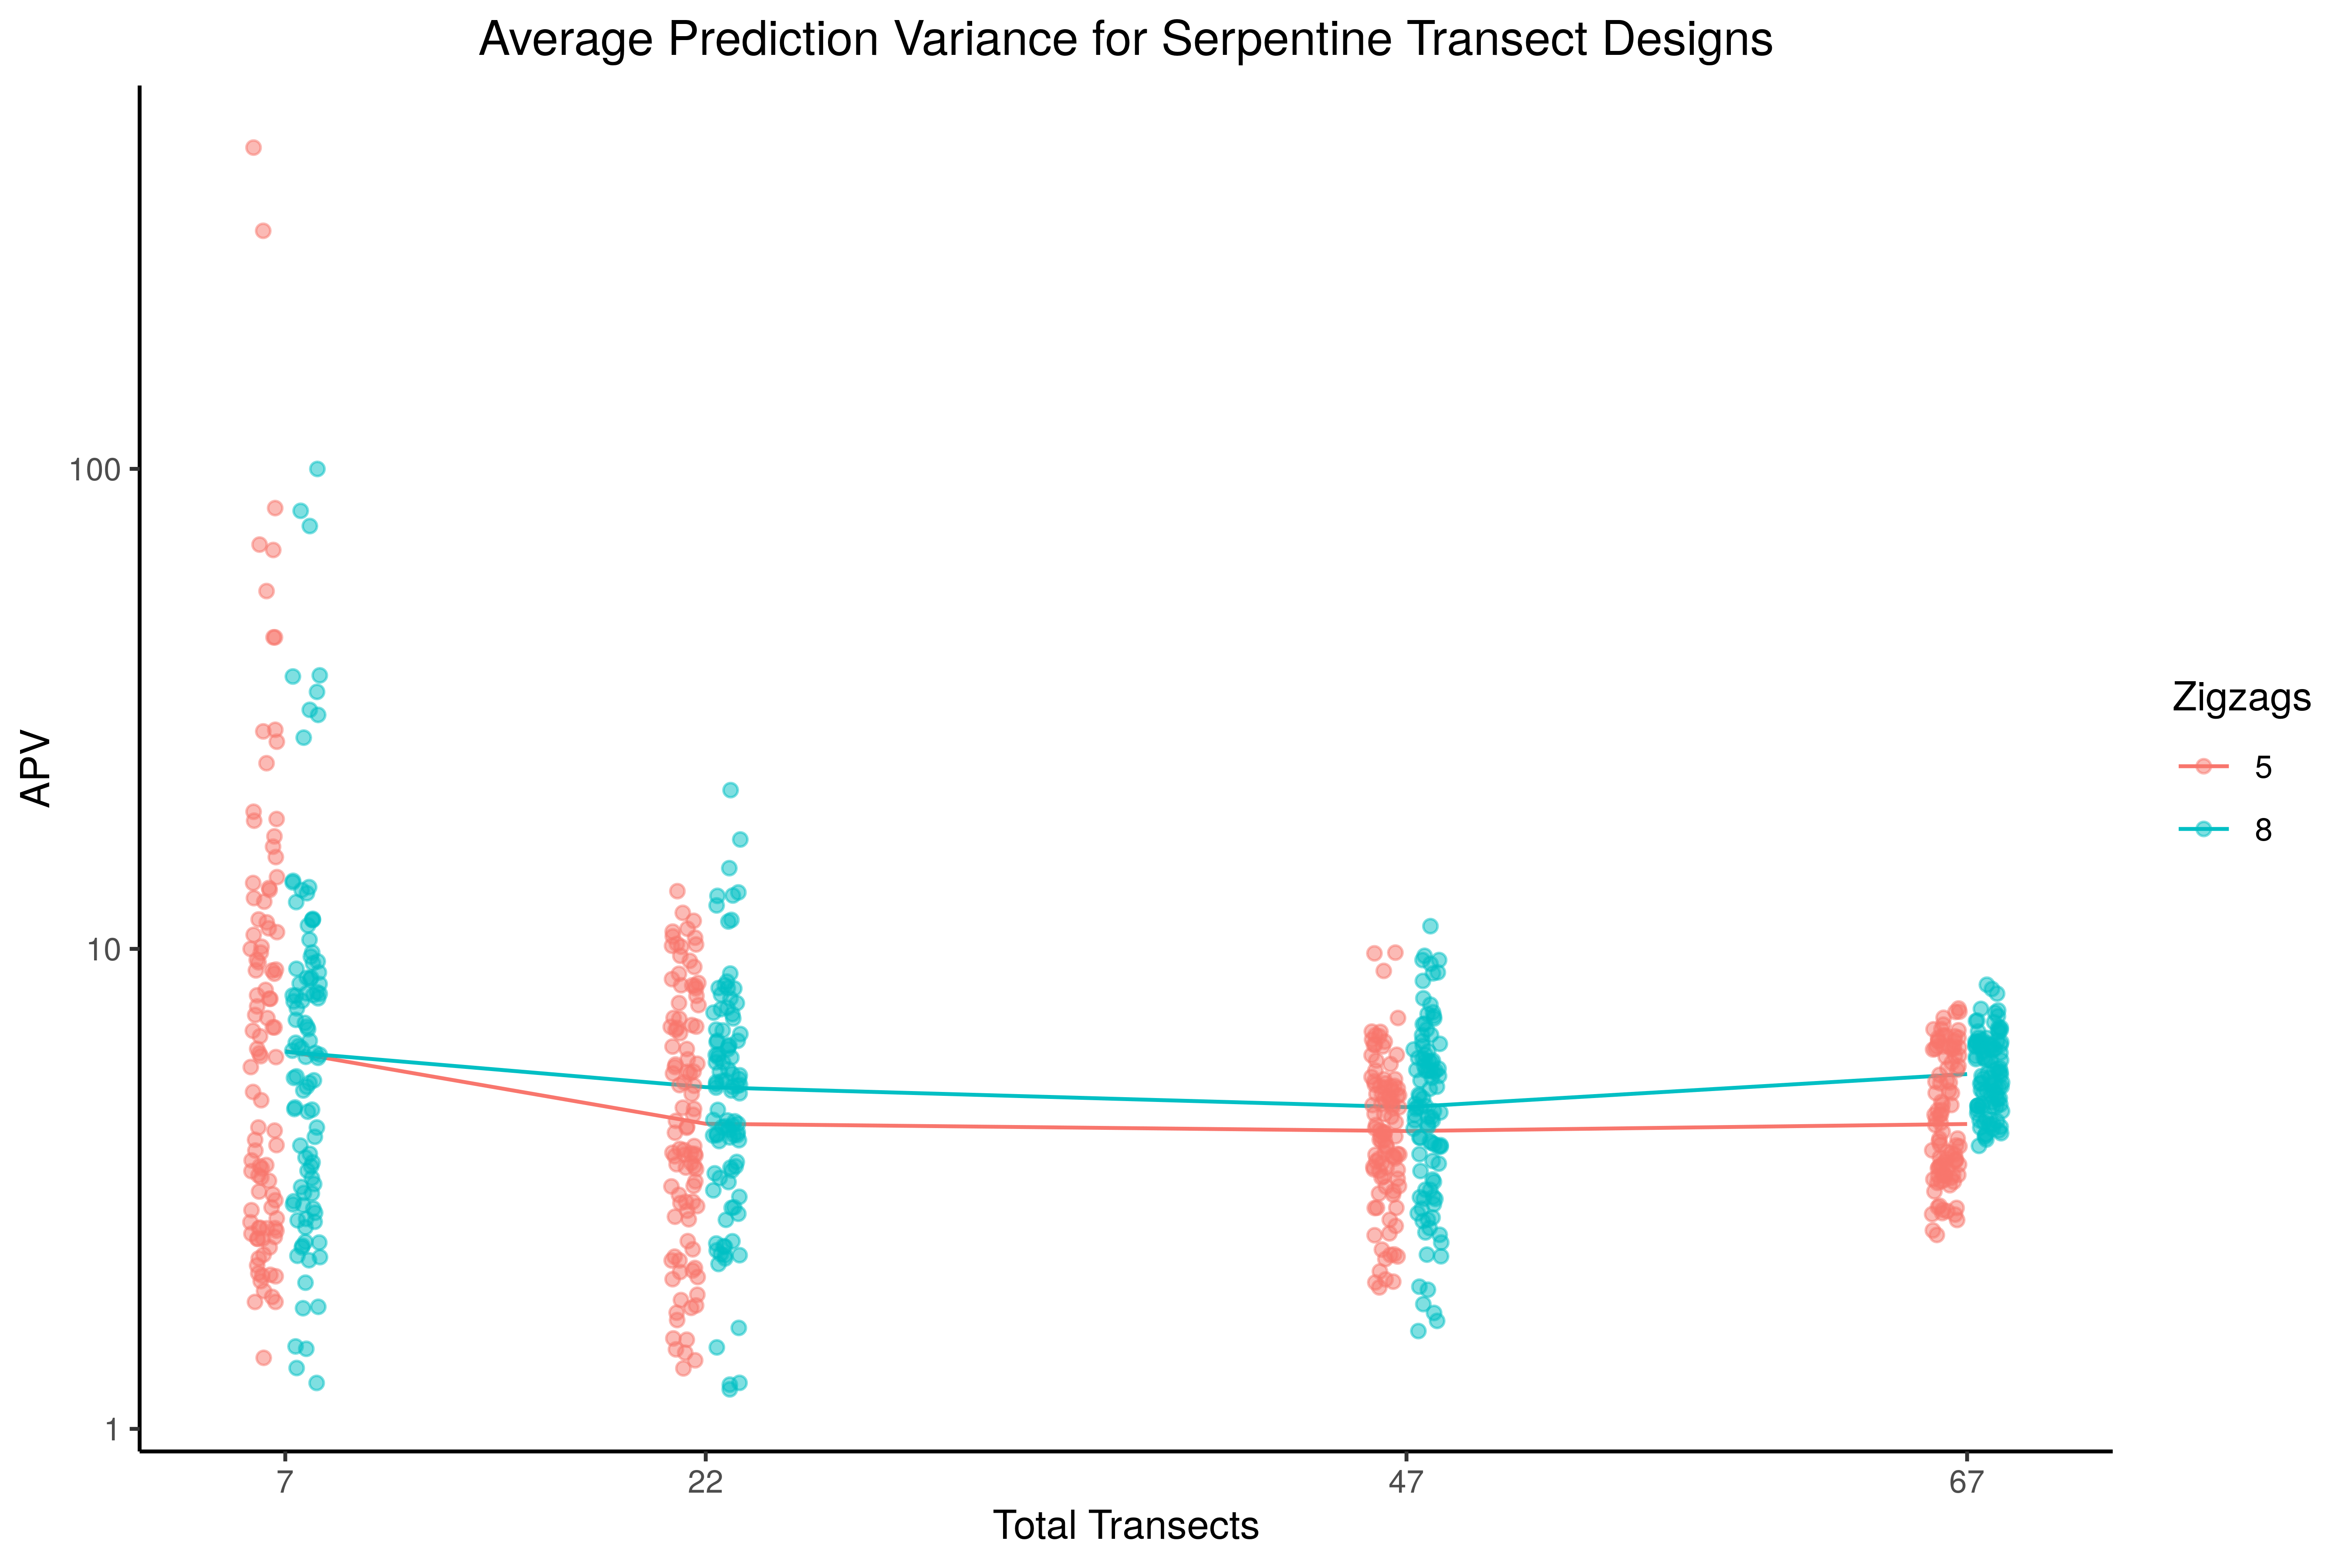 Average Prediction Variance for Serpentine Transect Designs
APV
100
10
1
7
22
47
67
Total Transects
Zigzags
5
8